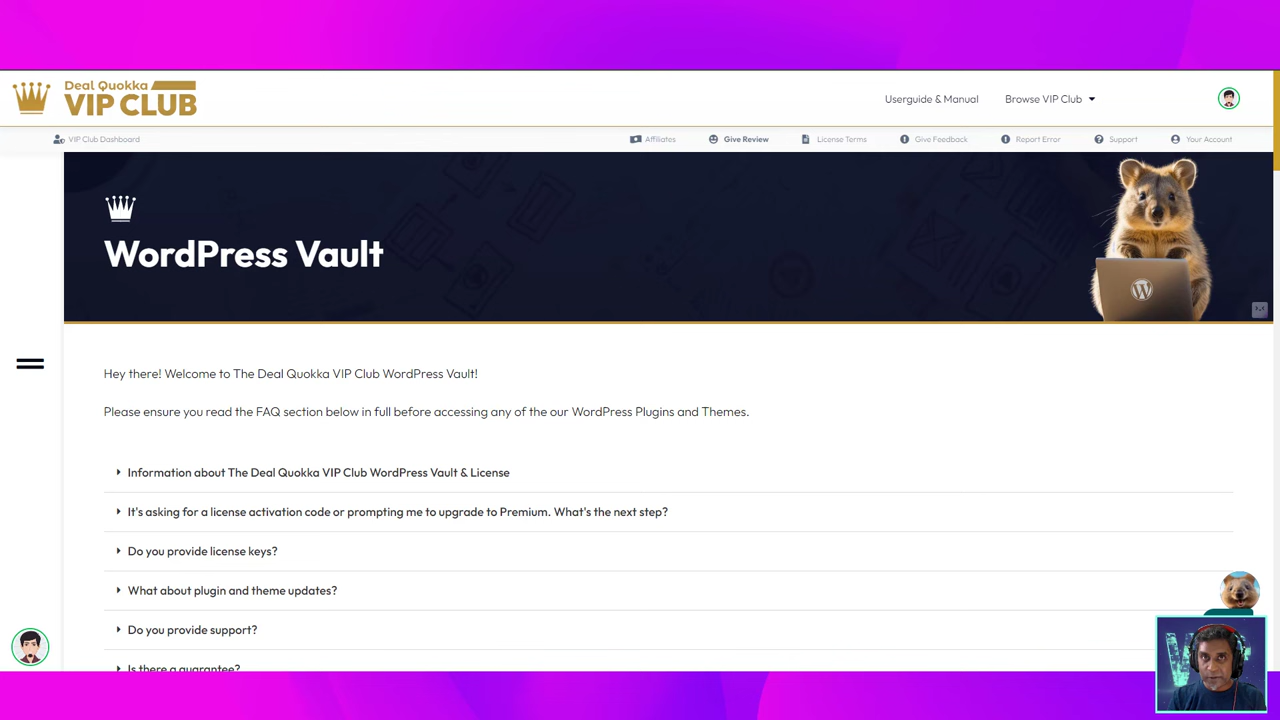 Deal Quokka
VIP CLUB
Userguide & Manual
Browse VIP Club
VIP Club Dashboard
Affiliates
Give Review
License Terms
Give Feedback
Report Error
Support
Your Account
WordPress Vault
Hey there! Welcome to The Deal Quokka VIP Club WordPress Vault!
Please ensure you read the FAQ section below in full before accessing any of the our WordPress Plugins and Themes.
Information about The Deal Quokka VIP Club WordPress Vault & License
It's asking for a license activation code or prompting me to upgrade to Premium. What's the next step?
Do you provide license keys?
What about plugin and theme updates?
Do you provide support?
Is there a guarantee?